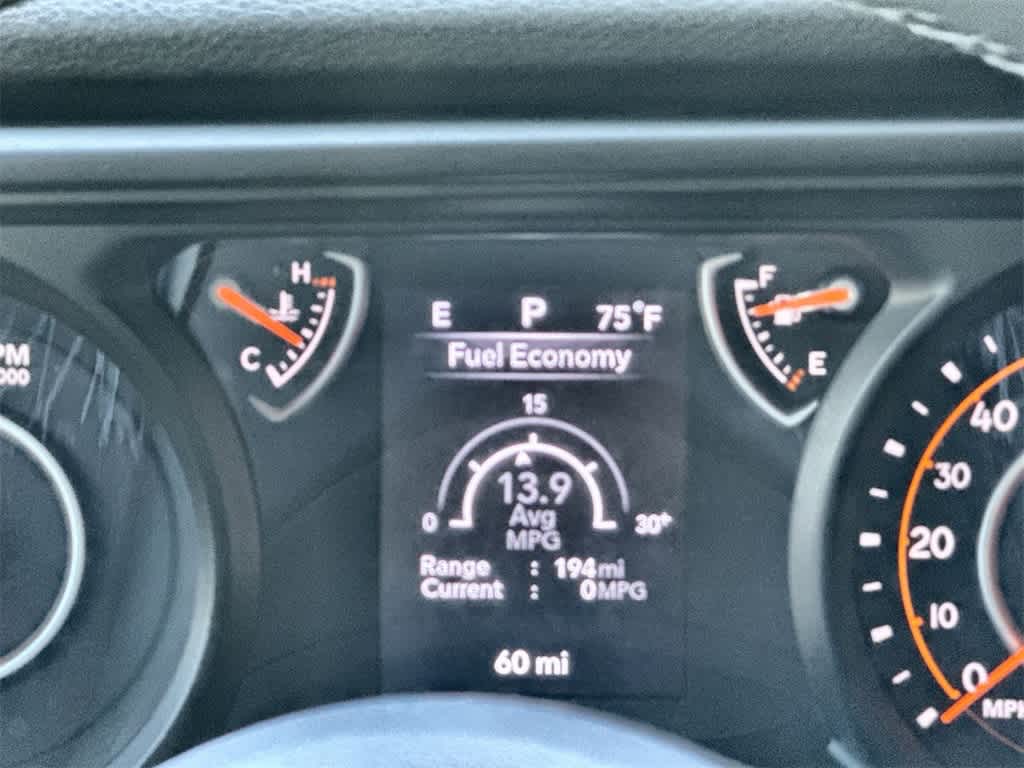 H
C
PM
000
E P 75°F
Fuel Economy
15
0
30+
13.9
Avg
MPG
Range : 194mi
Current : 0MPG
60 mi
F
E
40
30
20
10
0
MPH